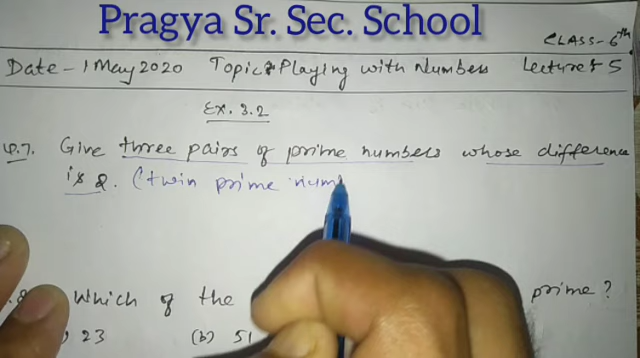 Pragya Sr. Sec. School
CLASS-6th
Date - 1 May 2020 Topic:- Playing with Numbers Lecture:- 5
Ex. 3.2
Q.7. Give three pairs of prime numbers whose difference
is 2. (twin prime num
8. Which of the prime?
) 23 (b) 51